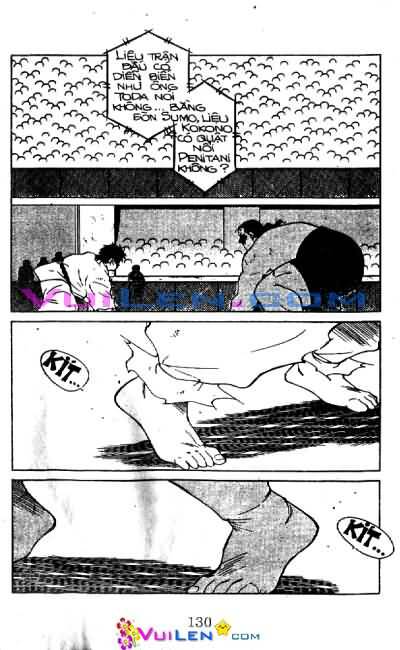 LIỆU TRẬN
ĐẤU CÓ
DIỄN BIẾN
NHƯ ÔNG
TODA NÓI
KHÔNG... BẰNG
ĐÒN SUMO, LIỆU
KOKONO
CÓ QUẬT
NỔI
PENITANI
KHÔNG?
VUILEN.COM
KÍT...
KÍT...
130
VUILEN COM